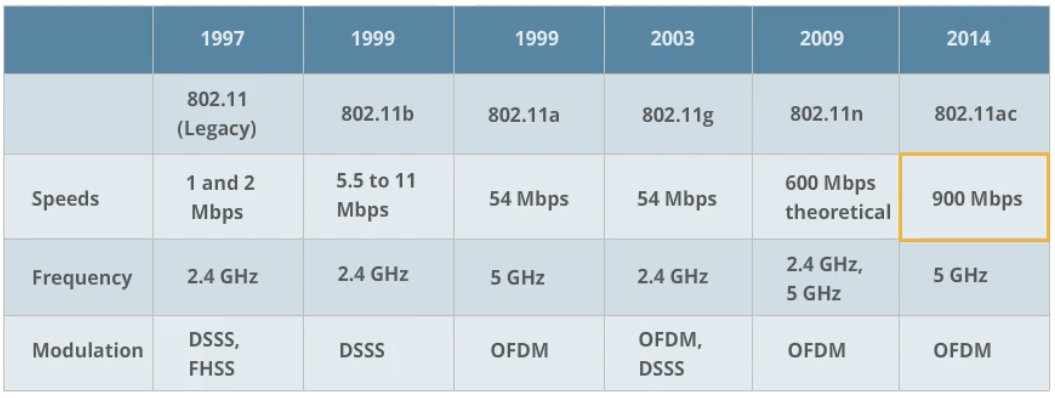 1997 1999 1999 2003 2009 2014
802.11 (Legacy) 802.11b 802.11a 802.11g 802.11n 802.11ac
Speeds 1 and 2 Mbps 5.5 to 11 Mbps 54 Mbps 54 Mbps 600 Mbps theoretical 900 Mbps
Frequency 2.4 GHz 2.4 GHz 5 GHz 2.4 GHz 2.4 GHz, 5 GHz 5 GHz
Modulation DSSS, FHSS DSSS OFDM OFDM, DSSS OFDM OFDM